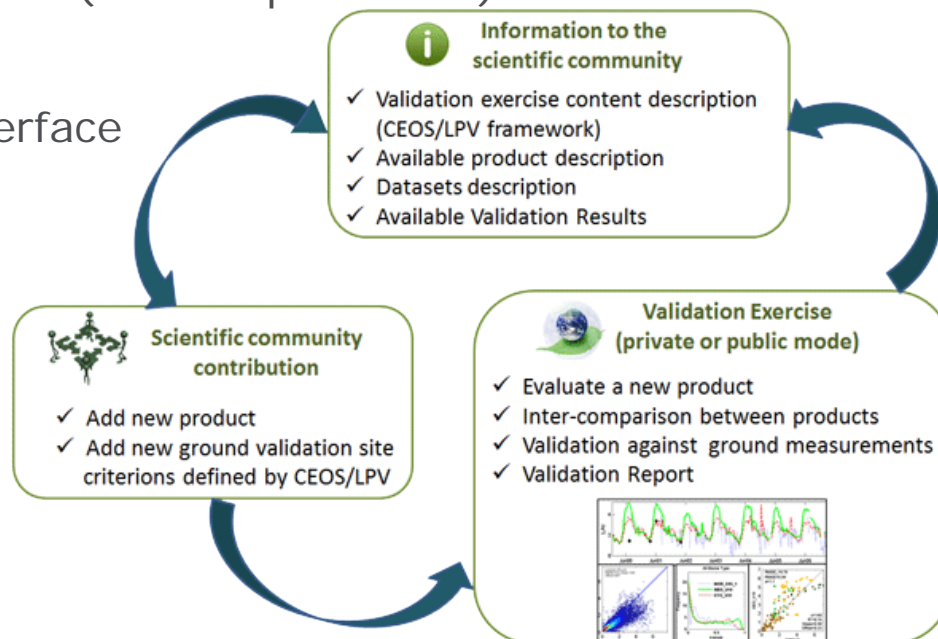 erface
Information to the
scientific community
✓ Validation exercise content description
(CEOS/LPV framework)
✓ Available product description
✓ Datasets description
✓ Available Validation Results
Scientific community
contribution
✓ Add new product
✓ Add new ground validation site
criterions defined by CEOS/LPV
Validation Exercise
(private or public mode)
✓ Evaluate a new product
✓ Inter-comparison between products
✓ Validation against ground measurements
✓ Validation Report